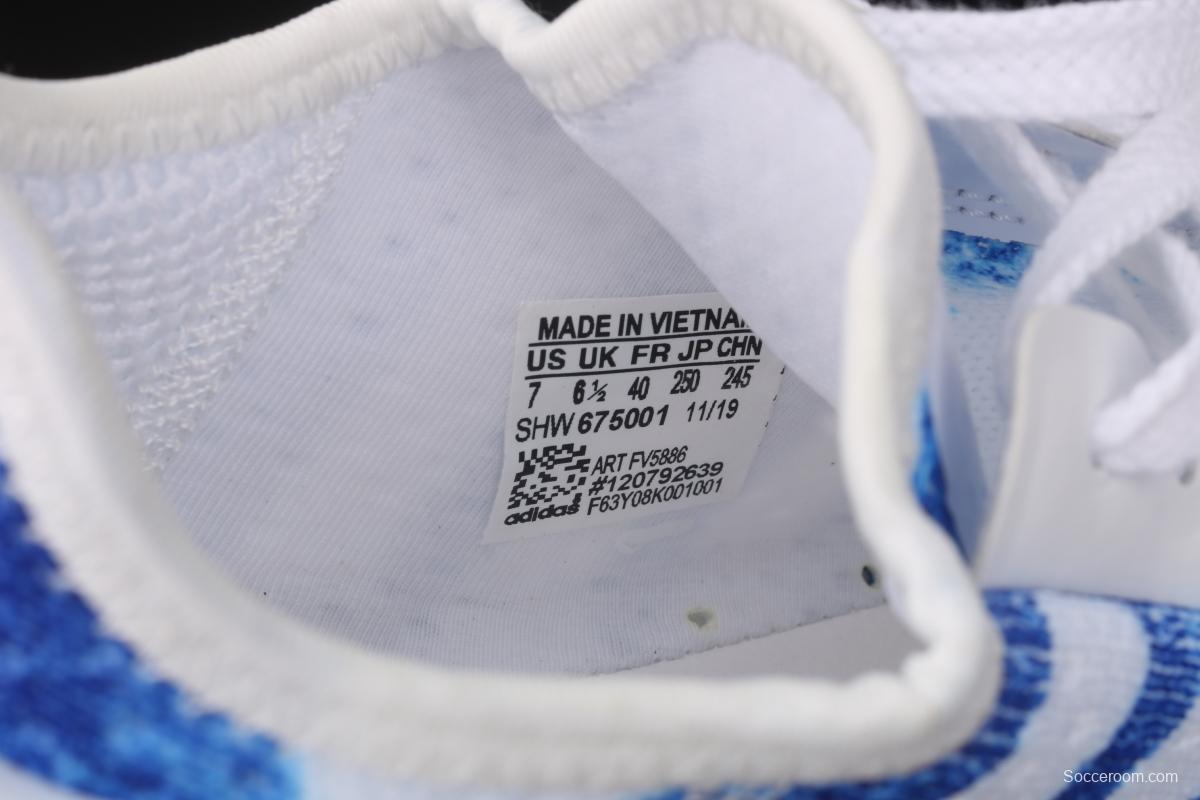 MADE IN VIETNA
US UK FR JP CHN
7 6½ 40 250 245
SHW 675001 11/19
ART FV5886
#120792639
adidas F63Y08K001001
Socceroom.com